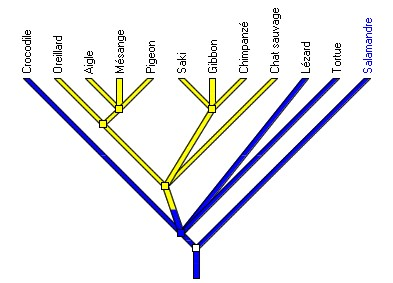 Crocodile
Oreillard
Aigle
Mésange
Pigeon
Saki
Gibbon
Chimpanzé
Chat sauvage
Lézard
Tortue
Salamandre